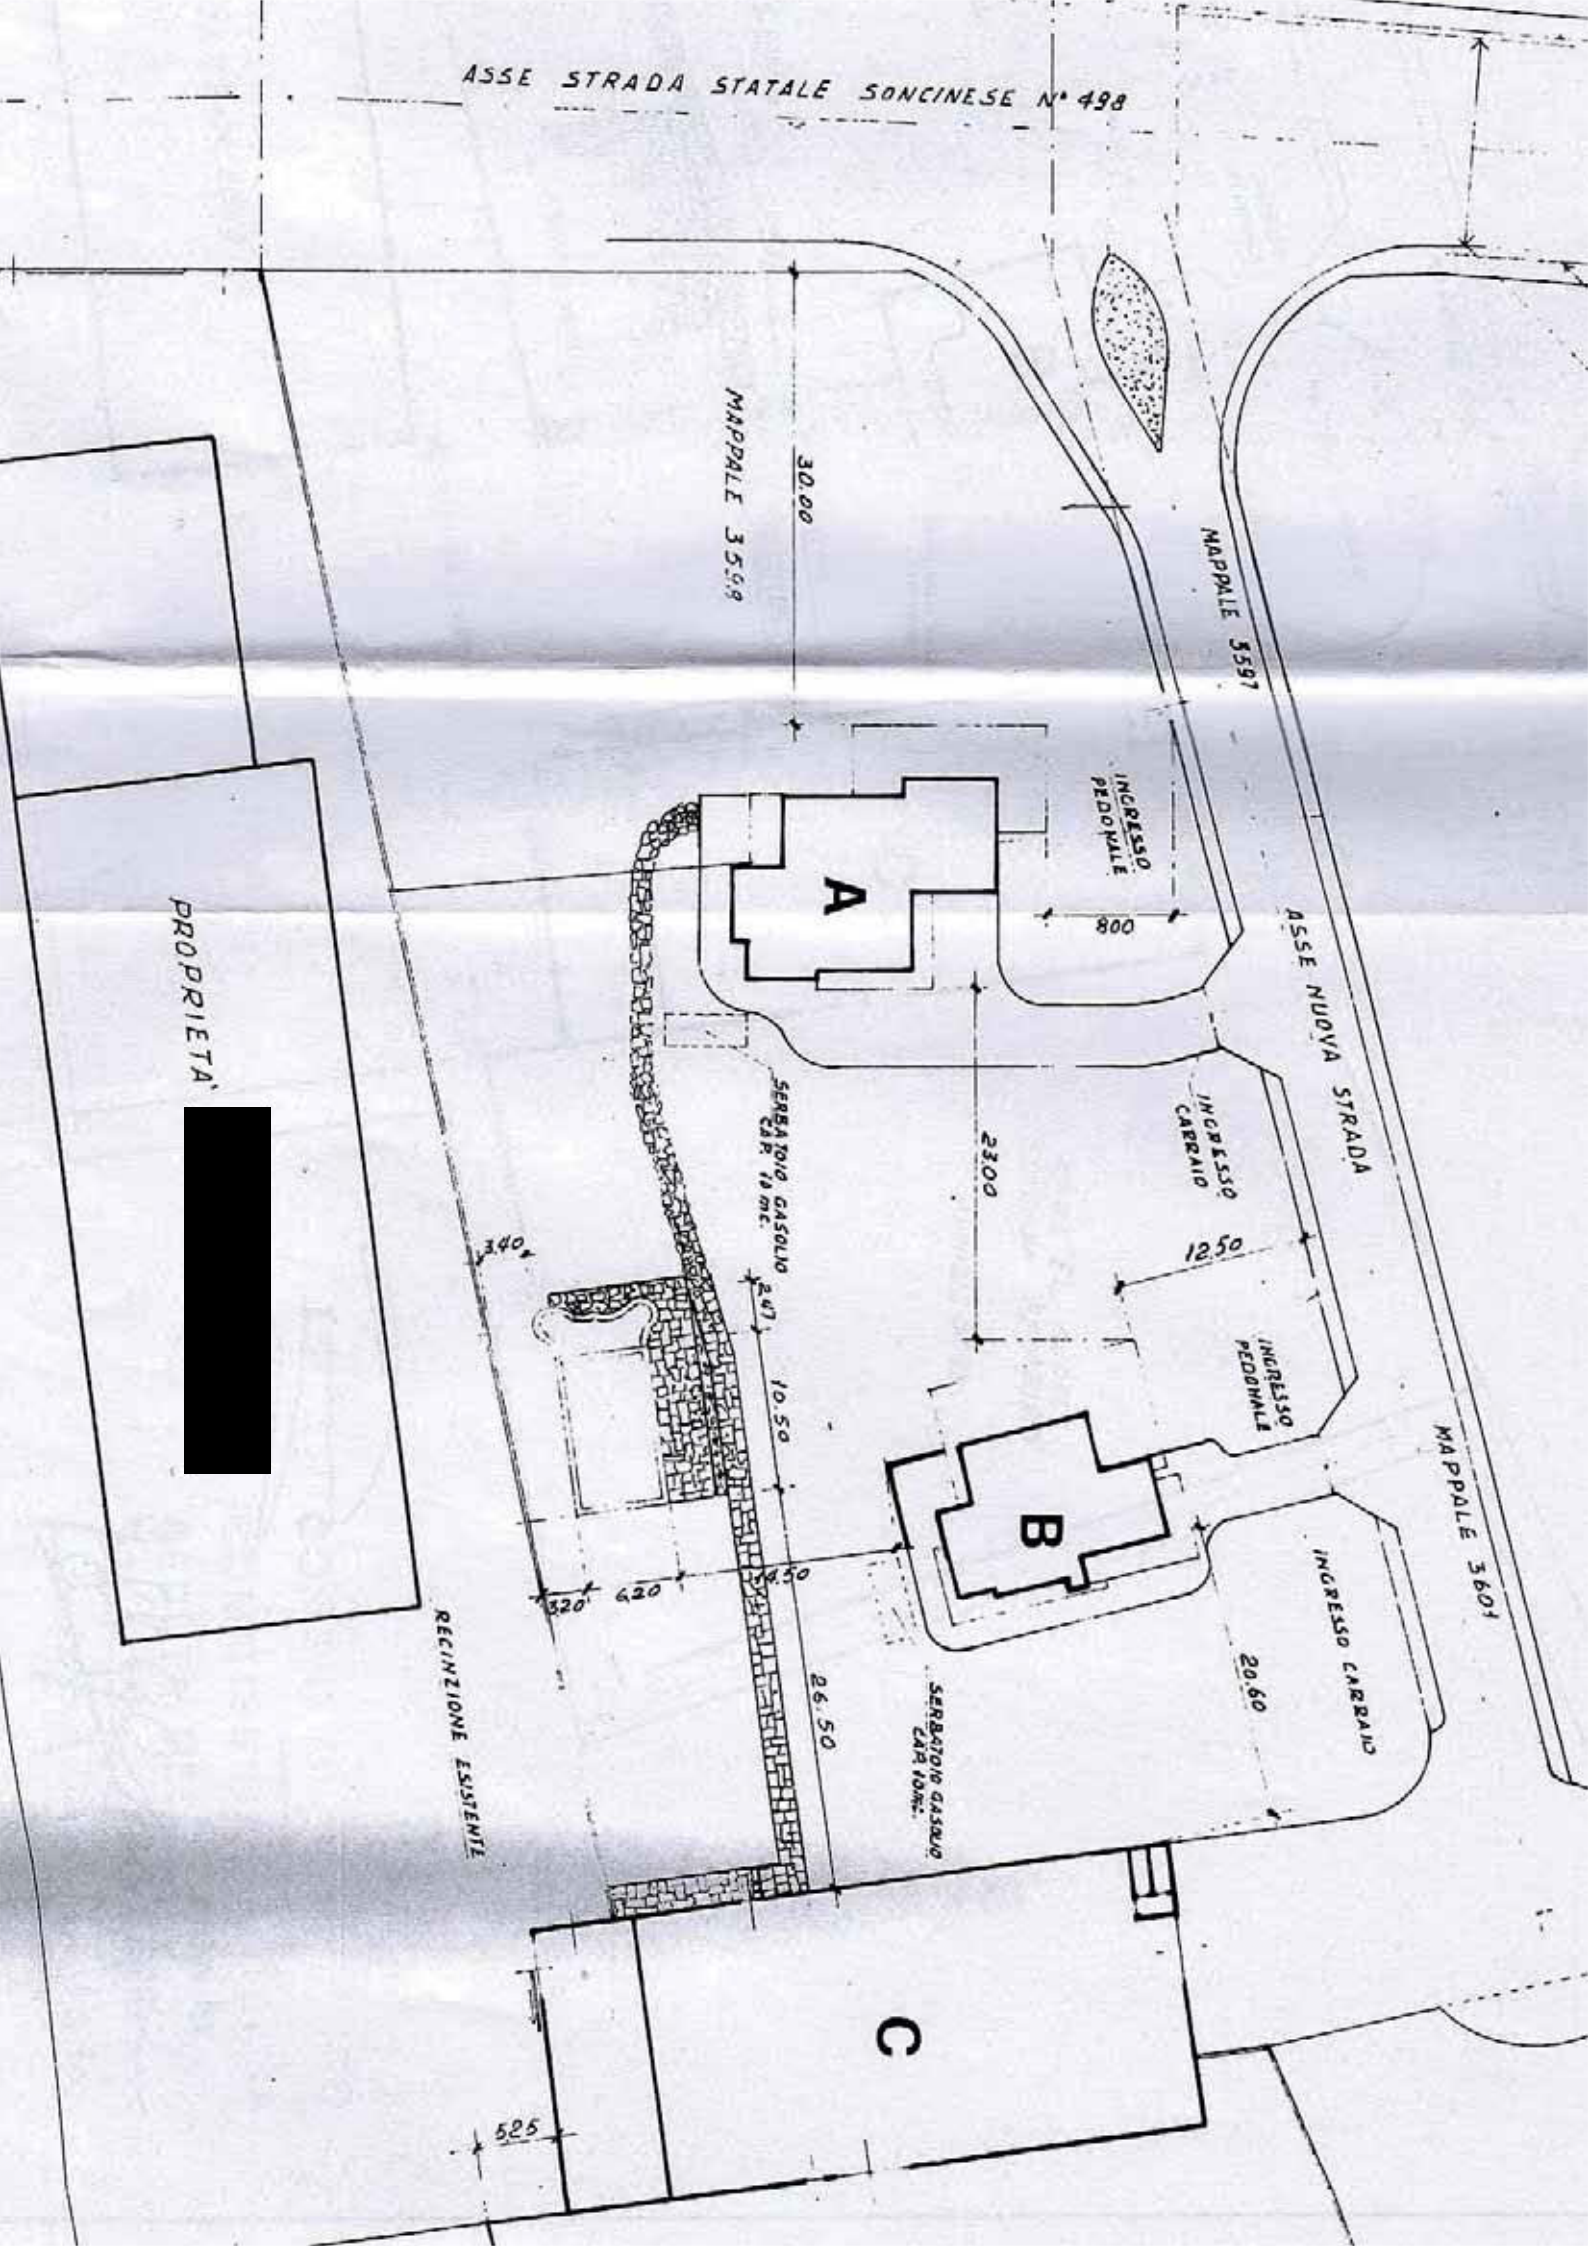 ASSE STRADA STATALE SONCINESE N° 498
MAPPALE 3599
30.00
MAPPALE 3597
INGRESSO
PEDONALE
800
A
ASSE NUOVA STRADA
PROPRIETA'
SERBATOIO GASOLIO
CAP. 10 mc.
23.00
INGRESSO
CARRAIO
12.50
3.40
2.47
10.50
INGRESSO
PEDONALE
MAPPALE 3601
B
INGRESSO CARRAIO
3.20
6.20
14.50
20.60
26.50
SERBATOIO GASOLIO
CAP. 10 mc.
RECINZIONE ESISTENTE
C
5.25